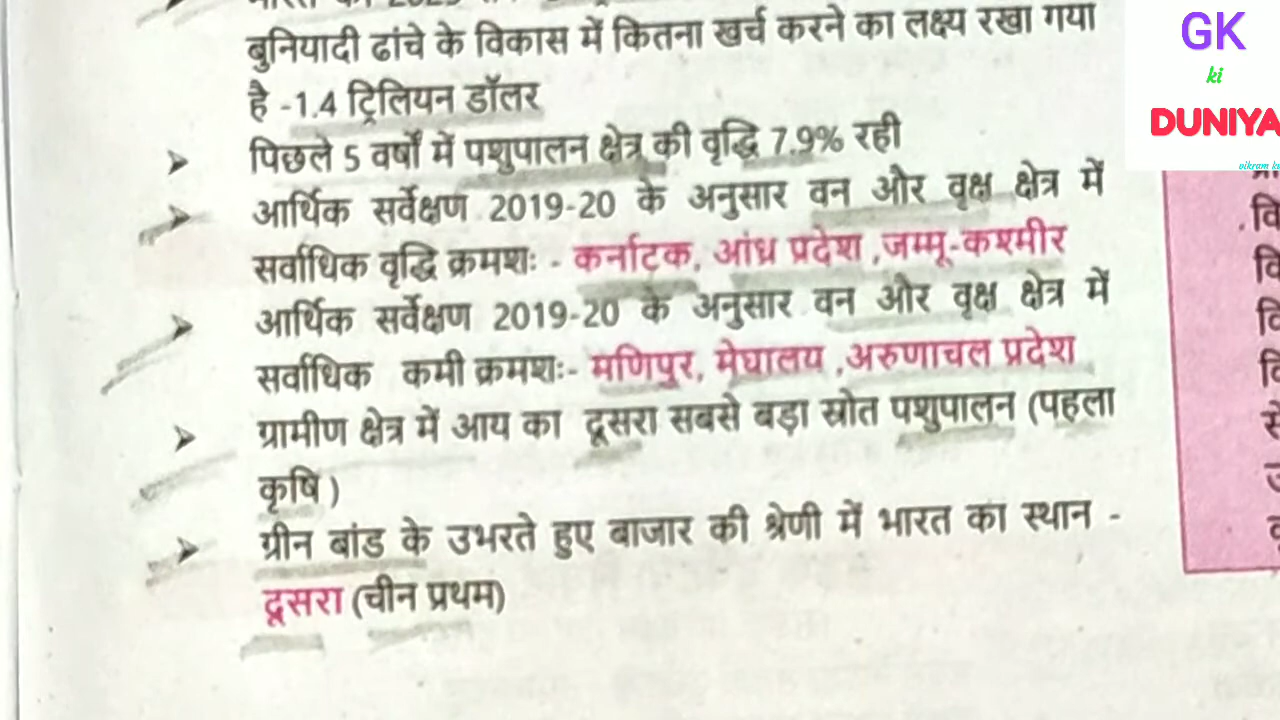 बुनियादी ढांचे के विकास में कितना खर्च करने का लक्ष्य रखा गया
है -1.4 ट्रिलियन डॉलर
➤ पिछले 5 वर्षों में पशुपालन क्षेत्र की वृद्धि 7.9% रही
➤ आर्थिक सर्वेक्षण 2019-20 के अनुसार वन और वृक्ष क्षेत्र में
सर्वाधिक वृद्धि क्रमशः - कर्नाटक, आंध्र प्रदेश ,जम्मू-कश्मीर
➤ आर्थिक सर्वेक्षण 2019-20 के अनुसार वन और वृक्ष क्षेत्र में
सर्वाधिक कमी क्रमशः- मणिपुर, मेघालय ,अरुणाचल प्रदेश
➤ ग्रामीण क्षेत्र में आय का दूसरा सबसे बड़ा स्रोत पशुपालन (पहला
कृषि )
➤ ग्रीन बांड के उभरते हुए बाजार की श्रेणी में भारत का स्थान -
दूसरा (चीन प्रथम)
GK
ki
DUNIYA
vikram